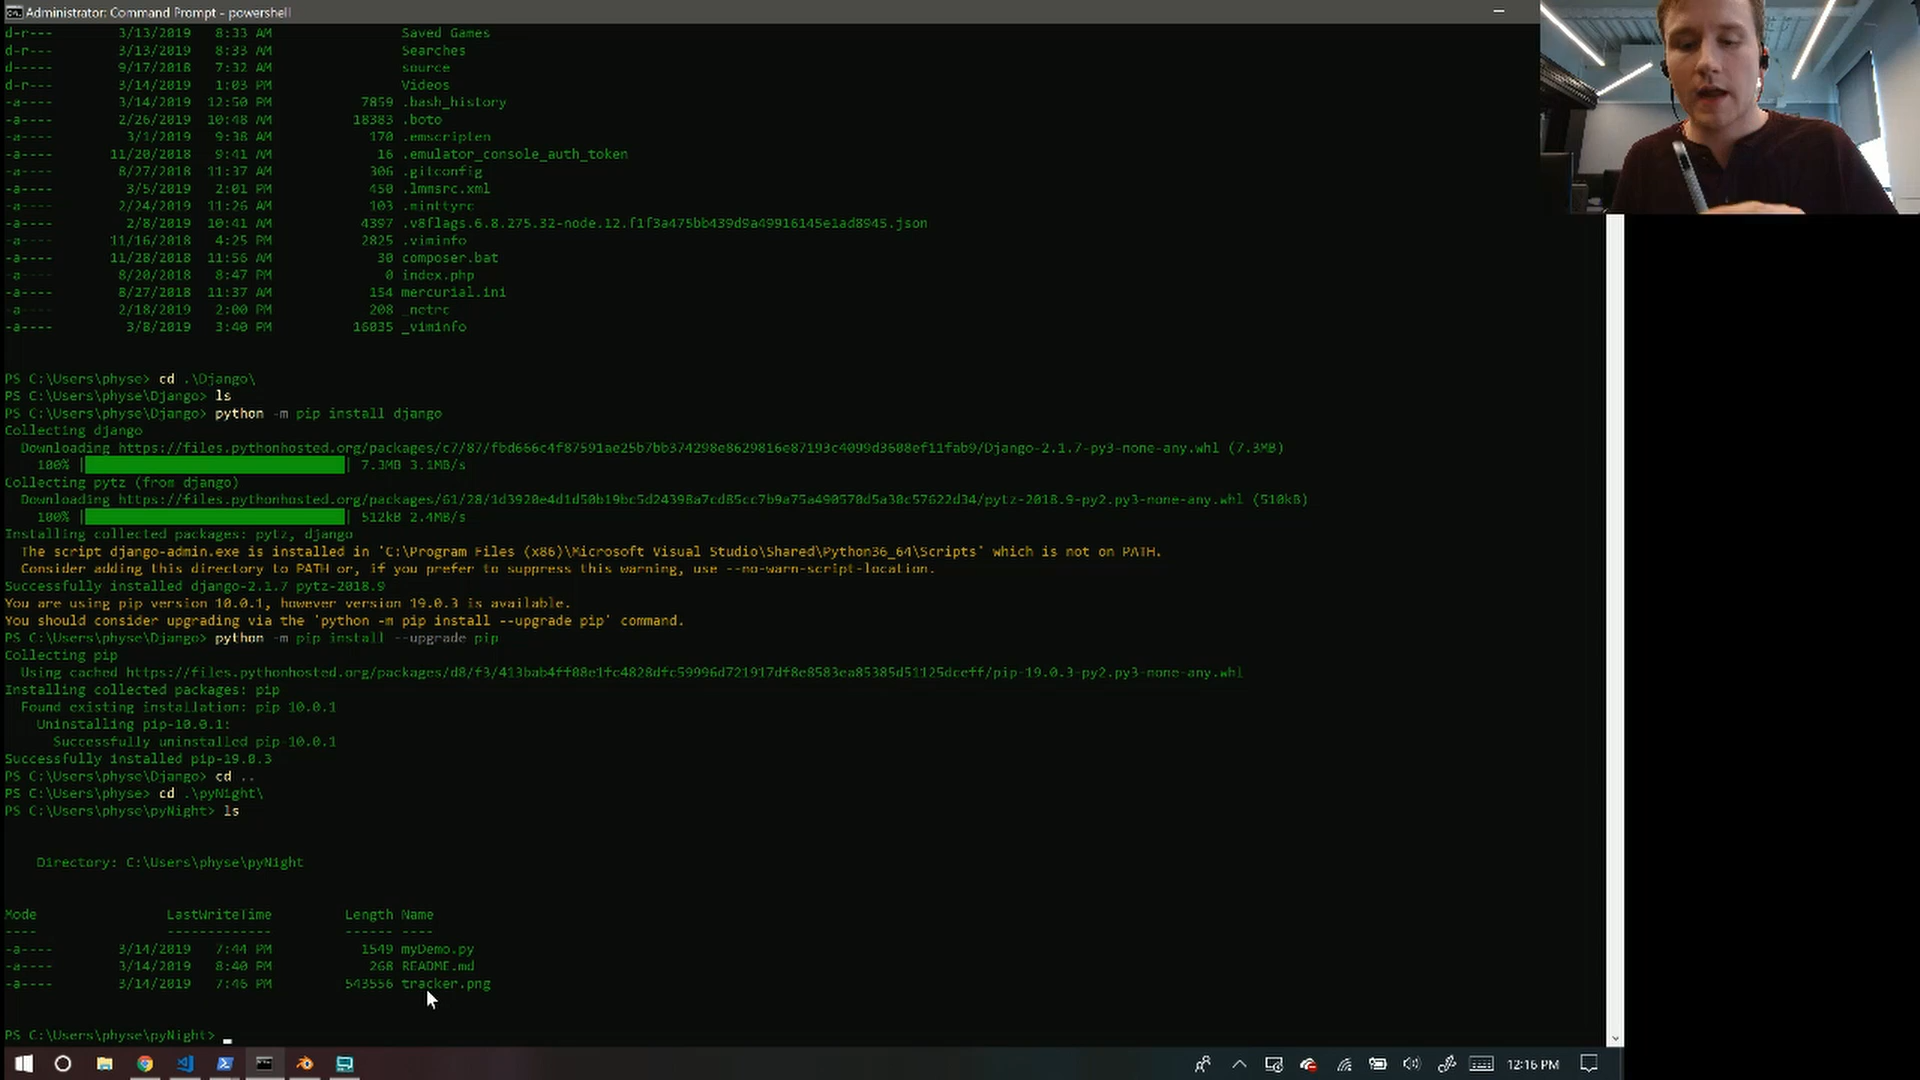 Administrator: Command Prompt - powershell
d-r--- 3/13/2019 8:33 AM Saved Games
d-r--- 3/13/2019 8:33 AM Searches
d----- 9/17/2018 7:32 AM source
d-r--- 3/14/2019 1:03 PM Videos
-a---- 3/14/2019 12:50 PM 7859 .bash_history
-a---- 2/26/2019 10:48 AM 18383 .boto
-a---- 3/1/2019 9:38 AM 170 .emscripten
-a---- 11/20/2018 9:41 AM 16 .emulator_console_auth_token
-a---- 8/27/2018 11:37 AM 306 .gitconfig
-a---- 3/5/2019 2:01 PM 450 .lmmsrc.xml
-a---- 2/24/2019 11:26 AM 103 .minttyrc
-a---- 2/8/2019 10:41 AM 4397 .v8flags.6.8.275.32-node.12.f1f3a475bb439d9a49916145e1ad8945.json
-a---- 11/16/2018 4:25 PM 2825 .viminfo
-a---- 11/28/2018 11:56 AM 30 composer.bat
-a---- 8/20/2018 8:47 PM 0 index.php
-a---- 8/27/2018 11:37 AM 154 mercurial.ini
-a---- 2/18/2019 2:00 PM 208 _netrc
-a---- 3/8/2019 3:40 PM 16035 _viminfo
PS C:\Users\physe> cd .\Django\
PS C:\Users\physe\Django> ls
PS C:\Users\physe\Django> python -m pip install django
Collecting django
Downloading https://files.pythonhosted.org/packages/c7/87/fbd666c4f87591ae25b7bb374298e8629816e87193c4099d3608ef11fab9/Django-2.1.7-py3-none-any.whl (7.3MB)
100% | | 7.3MB 3.1MB/s
Collecting pytz (from django)
Downloading https://files.pythonhosted.org/packages/61/28/1d3920e4d1d50b19bc5d24398a7cd85cc7b9a75a490570d5a30c57622d34/pytz-2018.9-py2.py3-none-any.whl (510kB)
100% | | 512kB 2.4MB/s
Installing collected packages: pytz, django
The script django-admin.exe is installed in 'C:\Program Files (x86)\Microsoft Visual Studio\Shared\Python36_64\Scripts' which is not on PATH.
Consider adding this directory to PATH or, if you prefer to suppress this warning, use --no-warn-script-location.
Successfully installed django-2.1.7 pytz-2018.9
You are using pip version 10.0.1, however version 19.0.3 is available.
You should consider upgrading via the 'python -m pip install --upgrade pip' command.
PS C:\Users\physe\Django> python -m pip install --upgrade pip
Collecting pip
Using cached https://files.pythonhosted.org/packages/d8/f3/413bab4ff08e1fc4828dfc59996d721917df8e8583ea85385d51125dceff/pip-19.0.3-py2.py3-none-any.whl
Installing collected packages: pip
Found existing installation: pip 10.0.1
Uninstalling pip-10.0.1:
Successfully uninstalled pip-10.0.1
Successfully installed pip-19.0.3
PS C:\Users\physe\Django> cd ..
PS C:\Users\physe> cd .\pyNight\
PS C:\Users\physe\pyNight> ls
Directory: C:\Users\physe\pyNight
Mode LastWriteTime Length Name
---- ------------- ------ ----
-a---- 3/14/2019 7:44 PM 1549 myDemo.py
-a---- 3/14/2019 8:40 PM 268 README.md
-a---- 3/14/2019 7:46 PM 543556 tracker.png
PS C:\Users\physe\pyNight> _
12:16 PM